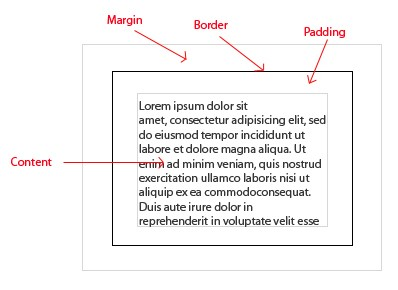 Margin
Border
Padding
Content
Lorem ipsum dolor sit
amet, consectetur adipisicing elit, sed
do eiusmod tempor incididunt ut
labore et dolore magna aliqua. Ut
enim ad minim veniam, quis nostrud
exercitation ullamco laboris nisi ut
aliquip ex ea commodoconsequat.
Duis aute irure dolor in
reprehenderit in voluptate velit esse